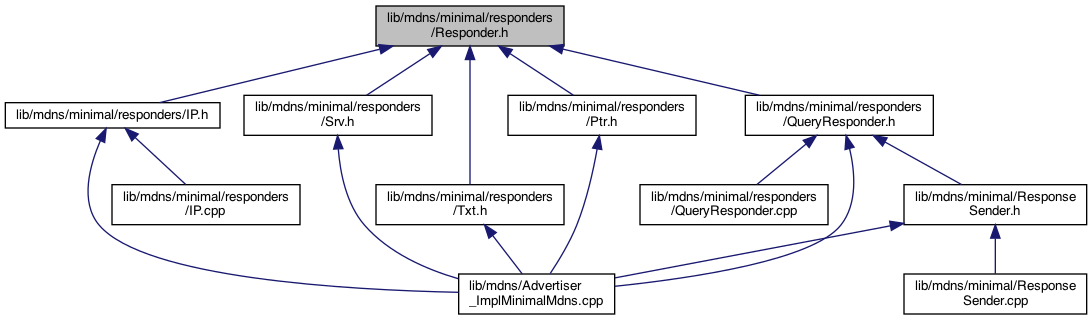 lib/mdns/minimal/responders
/Responder.h
lib/mdns/minimal/responders/IP.h
lib/mdns/minimal/responders
/Srv.h
lib/mdns/minimal/responders
/Ptr.h
lib/mdns/minimal/responders
/QueryResponder.h
lib/mdns/minimal/responders
/IP.cpp
lib/mdns/minimal/responders
/Txt.h
lib/mdns/minimal/responders
/QueryResponder.cpp
lib/mdns/minimal/Response
Sender.h
lib/mdns/Advertiser
_ImplMinimalMdns.cpp
lib/mdns/minimal/Response
Sender.cpp